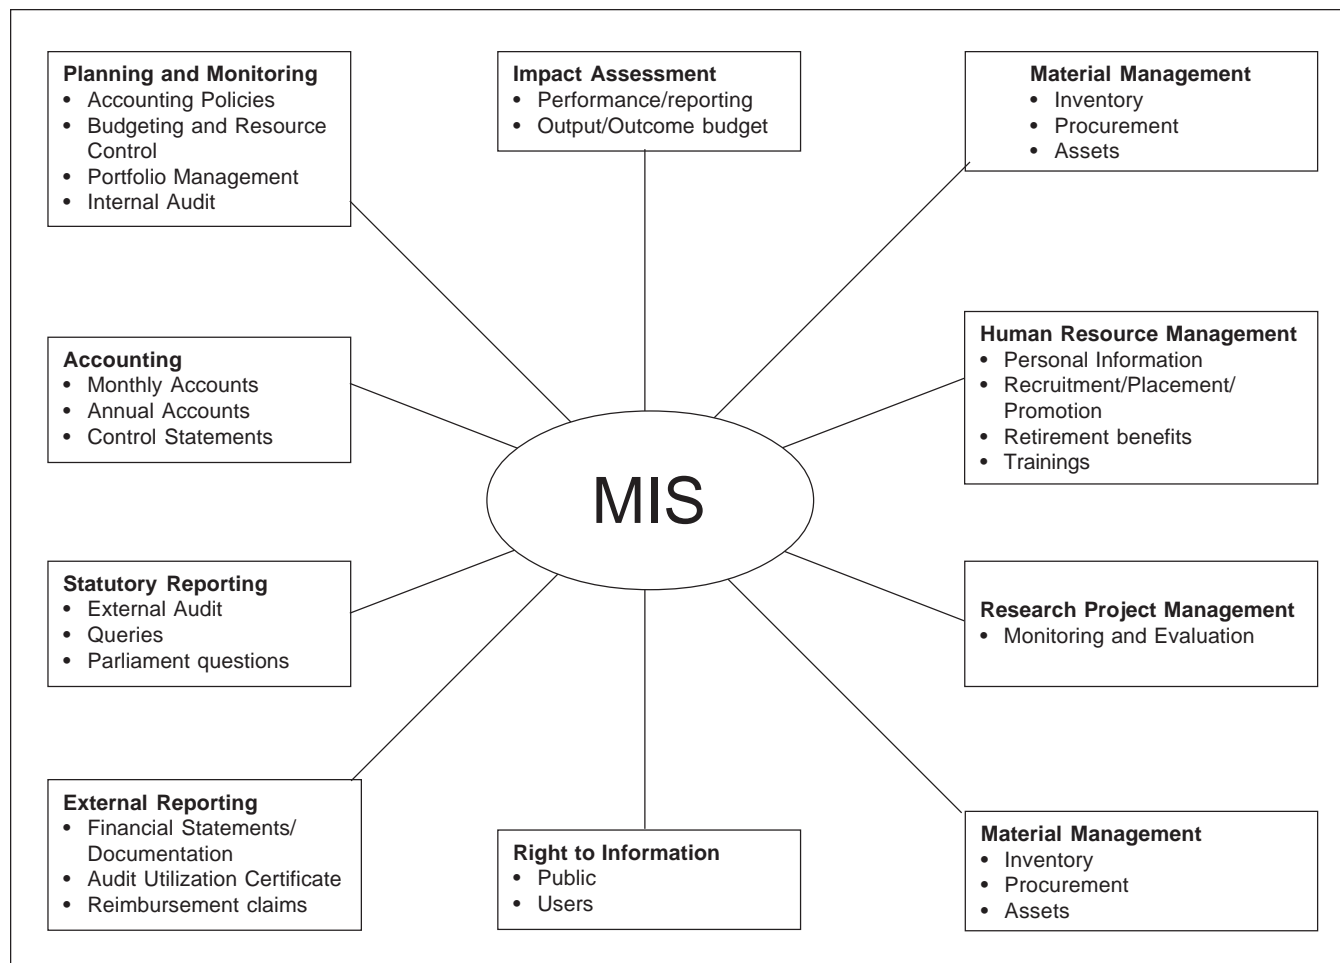 Planning and Monitoring
• Accounting Policies
• Budgeting and Resource
Control
• Portfolio Management
• Internal Audit
Impact Assessment
• Performance/reporting
• Output/Outcome budget
Material Management
• Inventory
• Procurement
• Assets
Accounting
• Monthly Accounts
• Annual Accounts
• Control Statements
Human Resource Management
• Personal Information
• Recruitment/Placement/
Promotion
• Retirement benefits
• Trainings
MIS
Statutory Reporting
• External Audit
• Queries
• Parliament questions
Research Project Management
• Monitoring and Evaluation
External Reporting
• Financial Statements/
Documentation
• Audit Utilization Certificate
• Reimbursement claims
Right to Information
• Public
• Users
Material Management
• Inventory
• Procurement
• Assets